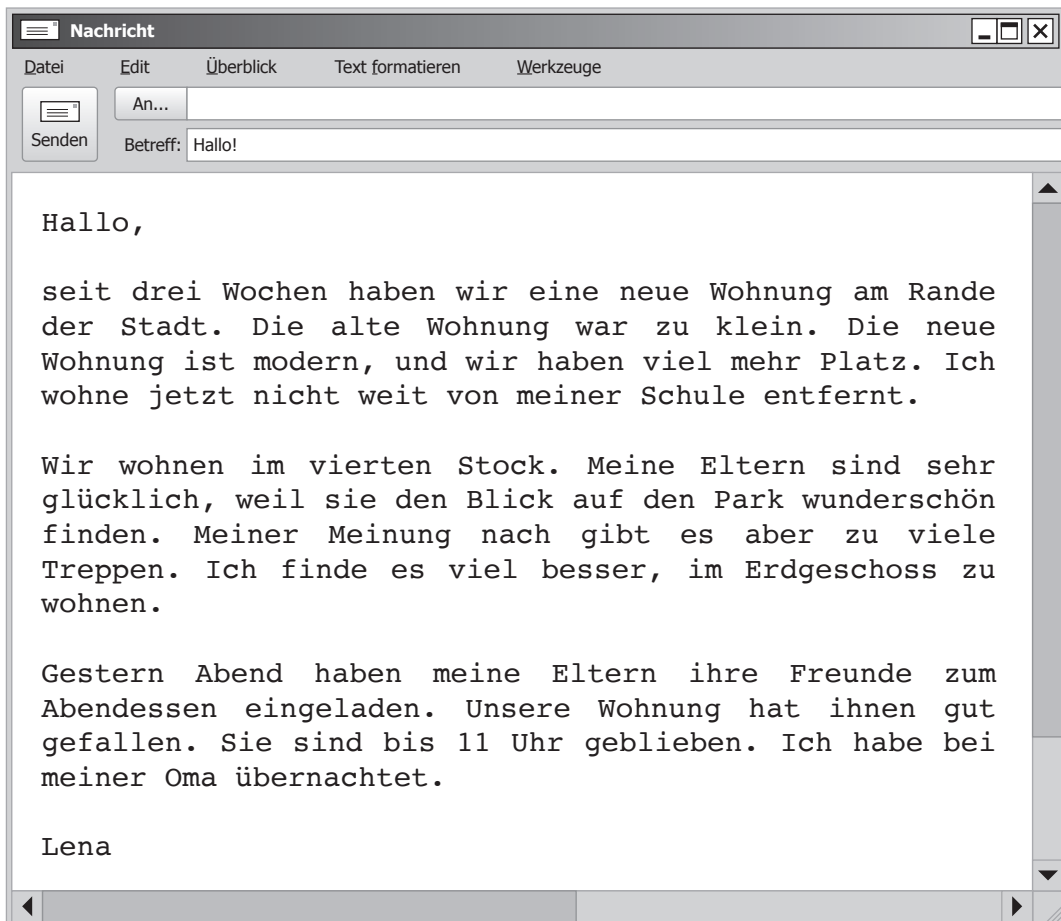 Nachricht
Datei Edit Überblick Text formatieren Werkzeuge
An...
Senden
Betreff: Hallo!
Hallo,
seit drei Wochen haben wir eine neue Wohnung am Rande
der Stadt. Die alte Wohnung war zu klein. Die neue
Wohnung ist modern, und wir haben viel mehr Platz. Ich
wohne jetzt nicht weit von meiner Schule entfernt.
Wir wohnen im vierten Stock. Meine Eltern sind sehr
glücklich, weil sie den Blick auf den Park wunderschön
finden. Meiner Meinung nach gibt es aber zu viele
Treppen. Ich finde es viel besser, im Erdgeschoss zu
wohnen.
Gestern Abend haben meine Eltern ihre Freunde zum
Abendessen eingeladen. Unsere Wohnung hat ihnen gut
gefallen. Sie sind bis 11 Uhr geblieben. Ich habe bei
meiner Oma übernachtet.
Lena